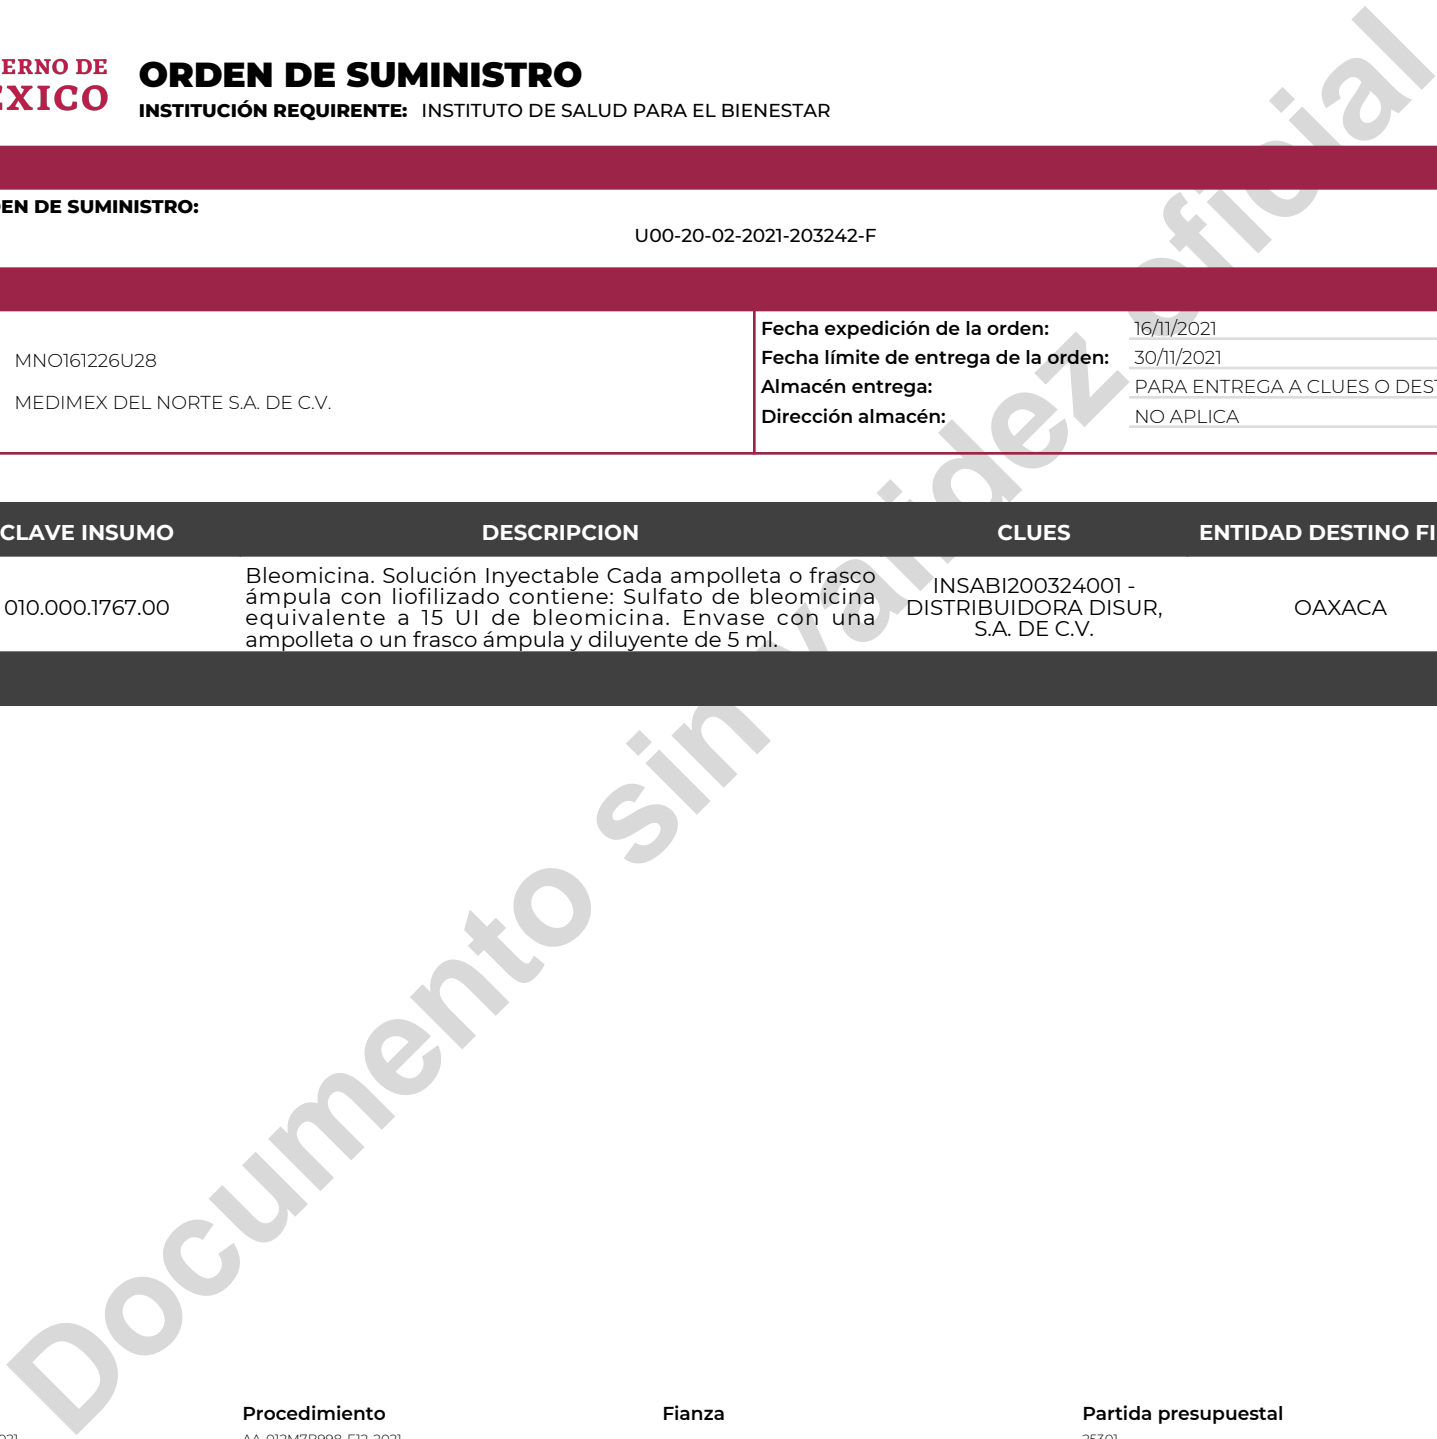 ERNO DE
ORDEN DE SUMINISTRO
XICO
INSTITUCIÓN REQUIRENTE: INSTITUTO DE SALUD PARA EL BIENESTAR
EN DE SUMINISTRO:
U00-20-02-2021-203242-F
MNO161226U28
MEDIMEX DEL NORTE S.A. DE C.V.
Fecha expedición de la orden: 16/11/2021
Fecha límite de entrega de la orden: 30/11/2021
Almacén entrega: PARA ENTREGA A CLUES O DEST
Dirección almacén: NO APLICA
CLAVE INSUMO DESCRIPCION CLUES ENTIDAD DESTINO FI
010.000.1767.00
Bleomicina. Solución Inyectable Cada ampolleta o frasco
ámpula con liofilizado contiene: Sulfato de bleomicina
equivalente a 15 UI de bleomicina. Envase con una
ampolleta o un frasco ámpula y diluyente de 5 ml.
INSABI200324001 -
DISTRIBUIDORA DISUR,
S.A. DE C.V.
OAXACA
Documento sin validez oficial
Procedimiento Fianza Partida presupuestal